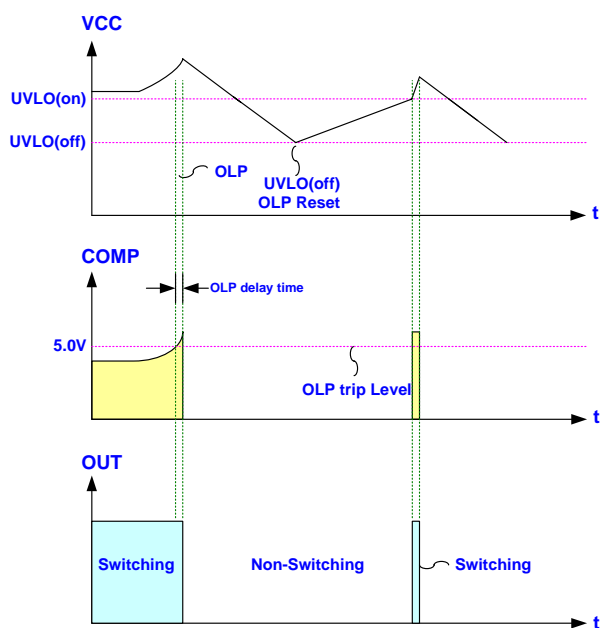 VCC
UVLO(on)
UVLO(off)
OLP
UVLO(off)
OLP Reset
t
COMP
OLP delay time
5.0V
OLP trip Level
t
OUT
Switching
Non-Switching
Switching
t